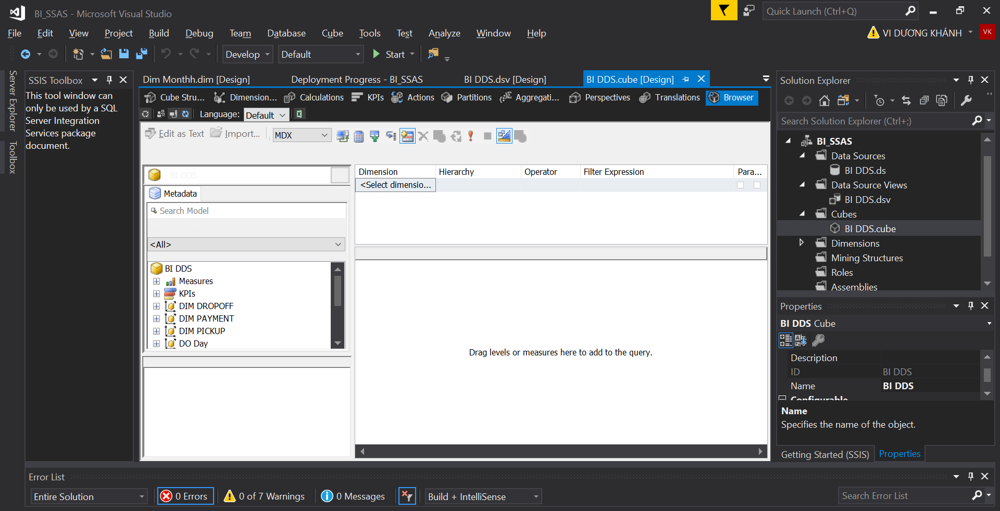 BI_SSAS - Microsoft Visual Studio
Quick Launch (Ctrl+Q)
File Edit View Project Build Debug Team Database Cube Tools Test Analyze Window Help
VI DƯƠNG KHÁNH VK
Develop Default Start
Server Explorer
Toolbox
SSIS Toolbox
This tool window can
only be used by a SQL
Server Integration
Services package
document.
Dim Monthh.dim [Design] Deployment Progress - BI_SSAS BI DDS.dsv [Design] BI DDS.cube [Design]
Cube Stru... Dimension... Calculations KPIs Actions Partitions Aggregati... Perspectives Translations Browser
Language: Default
Edit as Text Import... MDX
BI DDS
Metadata
Search Model
<All>
BI DDS
Measures
KPIs
DIM DROPOFF
DIM PAYMENT
DIM PICKUP
DO Day
Dimension Hierarchy Operator Filter Expression Para...
<Select dimensio...
Drag levels or measures here to add to the query.
Solution Explorer
Search Solution Explorer (Ctrl+;)
BI_SSAS
Data Sources
BI DDS.ds
Data Source Views
BI DDS.dsv
Cubes
BI DDS.cube
Dimensions
Mining Structures
Roles
Assemblies
Properties
BI DDS Cube
Description
ID BI DDS
Name BI DDS
Configurable
Name
Specifies the name of the object.
Getting Started (SSIS) Properties
Error List
Entire Solution 0 Errors 0 of 7 Warnings 0 Messages Build + IntelliSense Search Error List